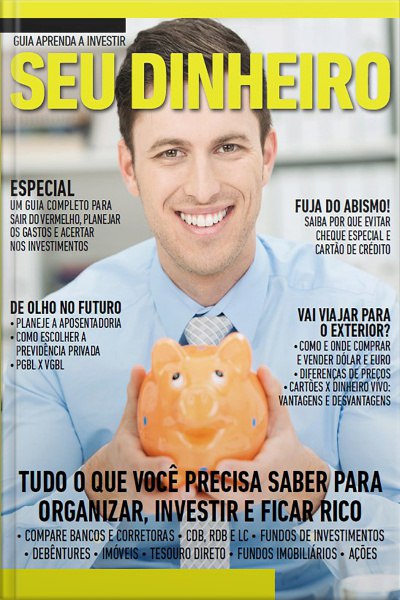 GUIA APRENDA A INVESTIR
SEU DINHEIRO
ESPECIAL
UM GUIA COMPLETO PARA
SAIR DO VERMELHO, PLANEJAR
OS GASTOS E ACERTAR
NOS INVESTIMENTOS
FUJA DO ABISMO!
SAIBA POR QUE EVITAR
CHEQUE ESPECIAL E
CARTÃO DE CRÉDITO
DE OLHO NO FUTURO
• PLANEJE A APOSENTADORIA
• COMO ESCOLHER A
PREVIDÊNCIA PRIVADA
• PGBL X VGBL
VAI VIAJAR PARA
O EXTERIOR?
• COMO E ONDE COMPRAR
E VENDER DÓLAR E EURO
• DIFERENÇAS DE PREÇOS
• CARTÕES X DINHEIRO VIVO:
VANTAGENS E DESVANTAGENS
TUDO O QUE VOCÊ PRECISA SABER PARA
ORGANIZAR, INVESTIR E FICAR RICO
• COMPARE BANCOS E CORRETORAS • CDB, RDB E LC • FUNDOS DE INVESTIMENTOS
• DEBÊNTURES • IMÓVEIS • TESOURO DIRETO • FUNDOS IMOBILIÁRIOS • AÇÕES